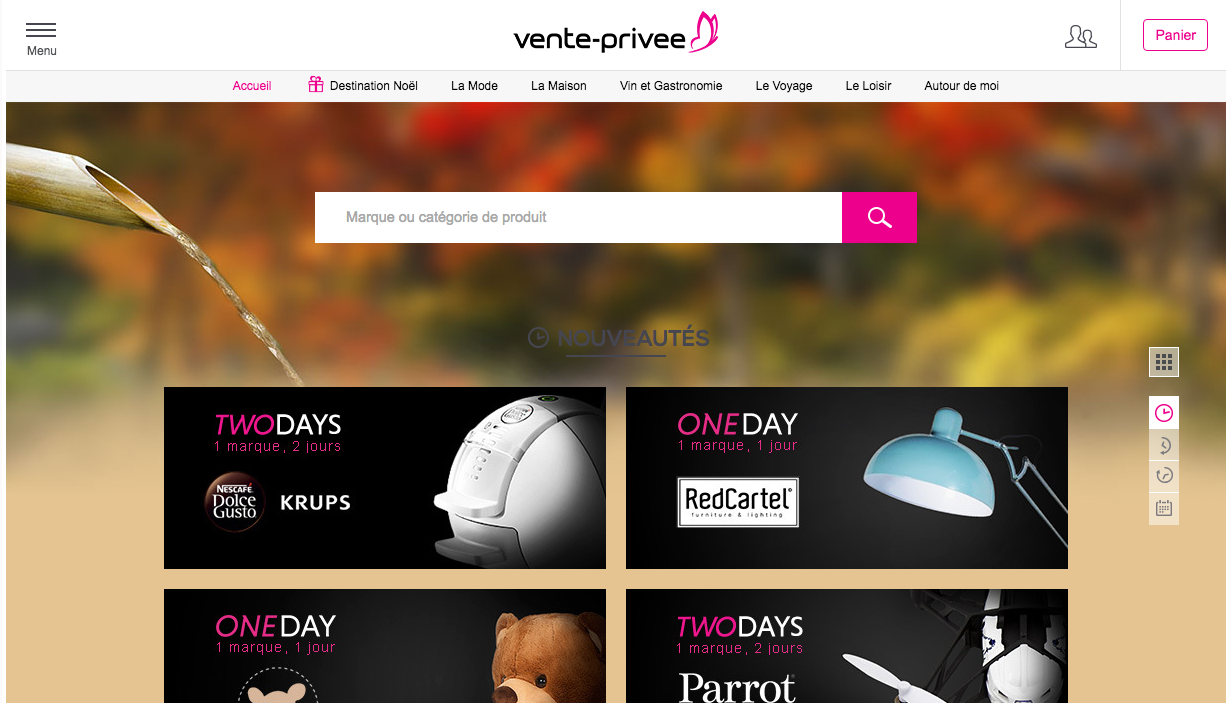 Menu
vente-privee
Panier
Accueil
Destination Noël
La Mode
La Maison
Vin et Gastronomie
Le Voyage
Le Loisir
Autour de moi
Marque ou catégorie de produit
NOUVEAUTÉS
TWODAYS
1 marque, 2 jours
NESCAFÉ
Dolce
Gusto
KRUPS
ONEDAY
1 marque, 1 jour
RedCartel
furniture & lighting
ONEDAY
1 marque, 1 jour
TWODAYS
1 marque, 2 jours
Parrot